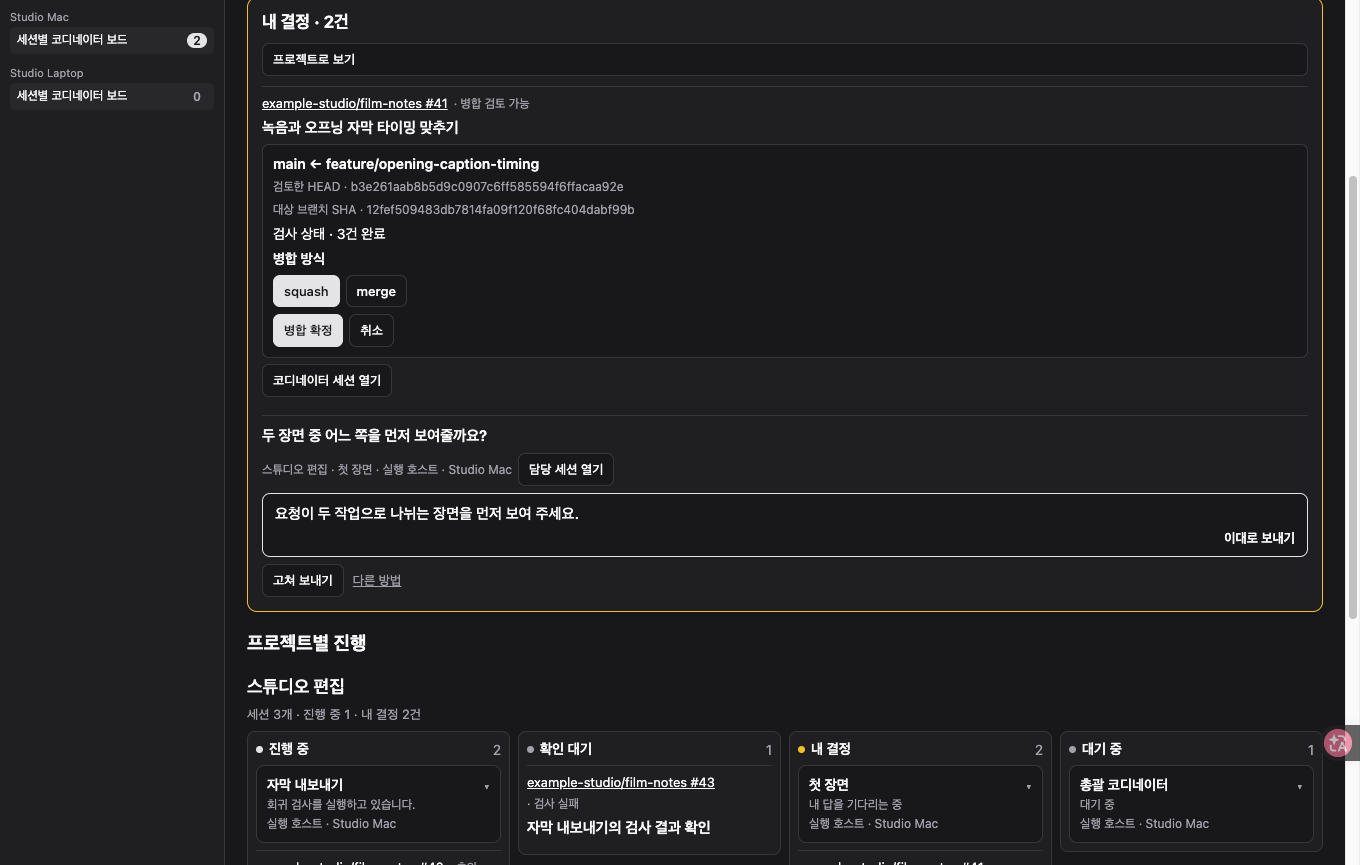 Studio Mac
세션별 코디네이터 보드 2
Studio Laptop
세션별 코디네이터 보드 0
내 결정 · 2건
프로젝트로 보기
example-studio/film-notes #41 · 병합 검토 가능
녹음과 오프닝 자막 타이밍 맞추기
main ← feature/opening-caption-timing
검토한 HEAD · b3e261aab8b5d9c0907c6ff585594f6ffacaa92e
대상 브랜치 SHA · 12fef509483db7814fa09f120f68fc404dabf99b
검사 상태 · 3건 완료
병합 방식
squash merge
병합 확정 취소
코디네이터 세션 열기
두 장면 중 어느 쪽을 먼저 보여줄까요?
스튜디오 편집 · 첫 장면 · 실행 호스트 · Studio Mac 담당 세션 열기
요청이 두 작업으로 나뉘는 장면을 먼저 보여 주세요.
이대로 보내기
고쳐 보내기 다른 방법
프로젝트별 진행
스튜디오 편집
세션 3개 · 진행 중 1 · 내 결정 2건
진행 중 2
자막 내보내기
회귀 검사를 실행하고 있습니다.
실행 호스트 · Studio Mac
확인 대기 1
example-studio/film-notes #43
· 검사 실패
자막 내보내기의 검사 결과 확인
내 결정 2
첫 장면
내 답을 기다리는 중
실행 호스트 · Studio Mac
대기 중 1
총괄 코디네이터
대기 중
실행 호스트 · Studio Mac